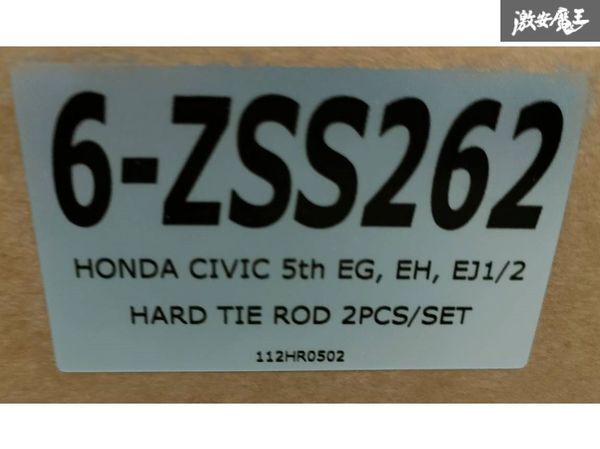 激安魔王
6-ZSS262
HONDA CIVIC 5th EG, EH, EJ1/2
HARD TIE ROD 2PCS/SET
112HR0502